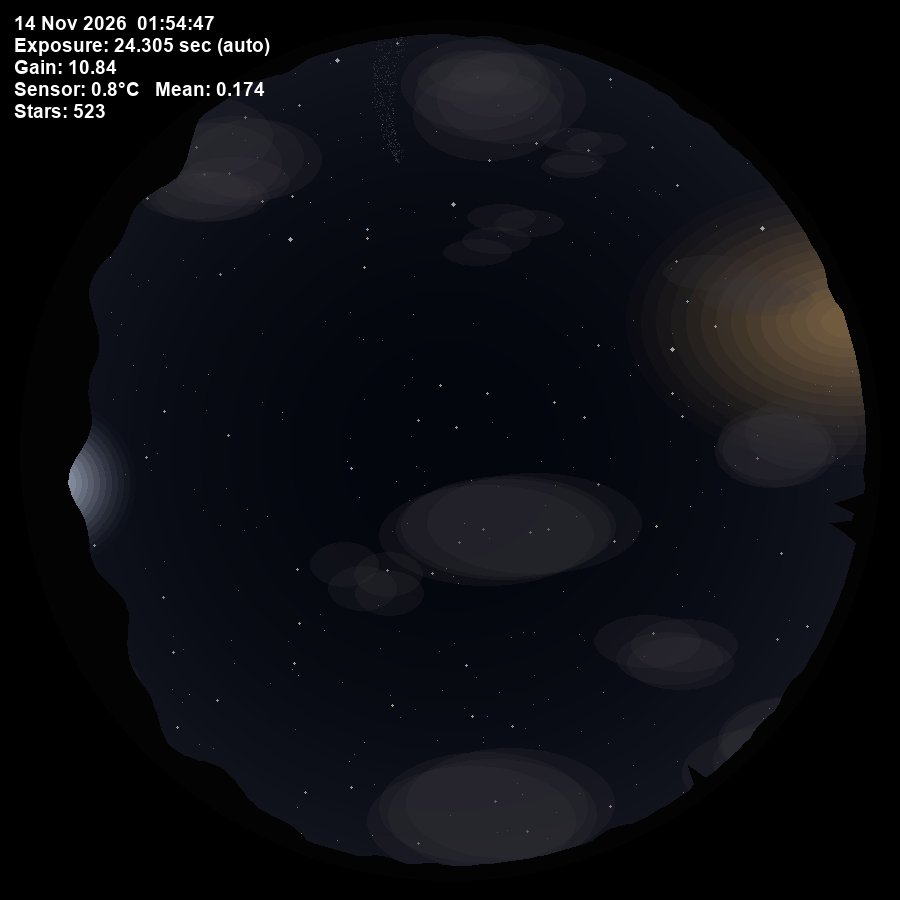 14 Nov 2026  01:54:47
Exposure: 24.305 sec (auto)
Gain: 10.84
Sensor: 0.8°C   Mean: 0.174
Stars: 523